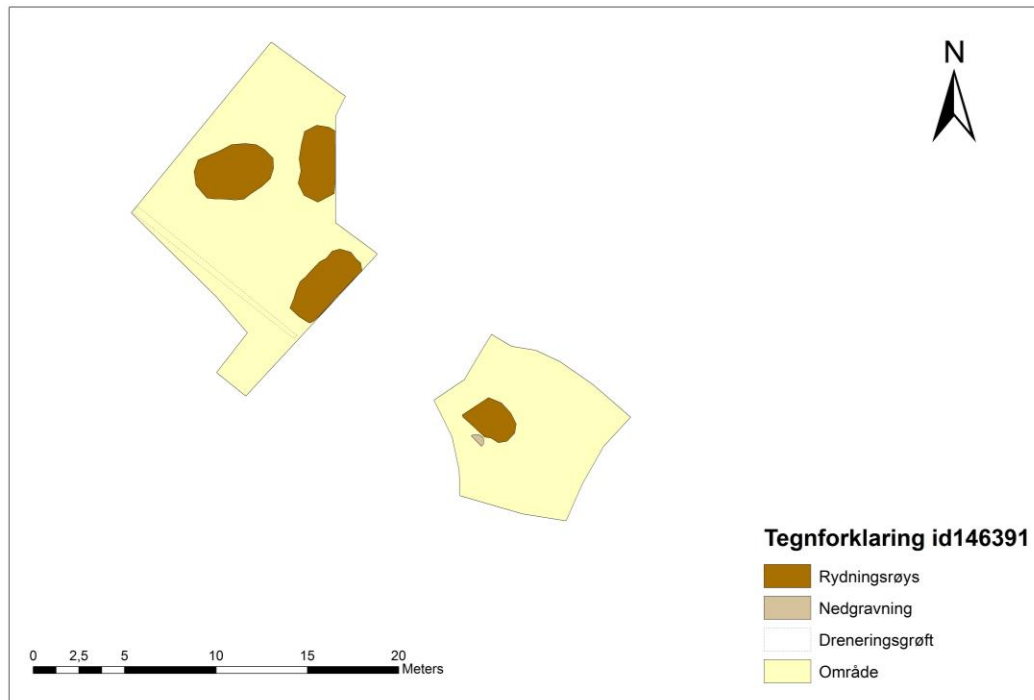 N
Tegnforklaring id146391
Rydningsrøys
Nedgravning
Dreneringsgrøft
Område
0 2,5 5 10 15 20
Meters